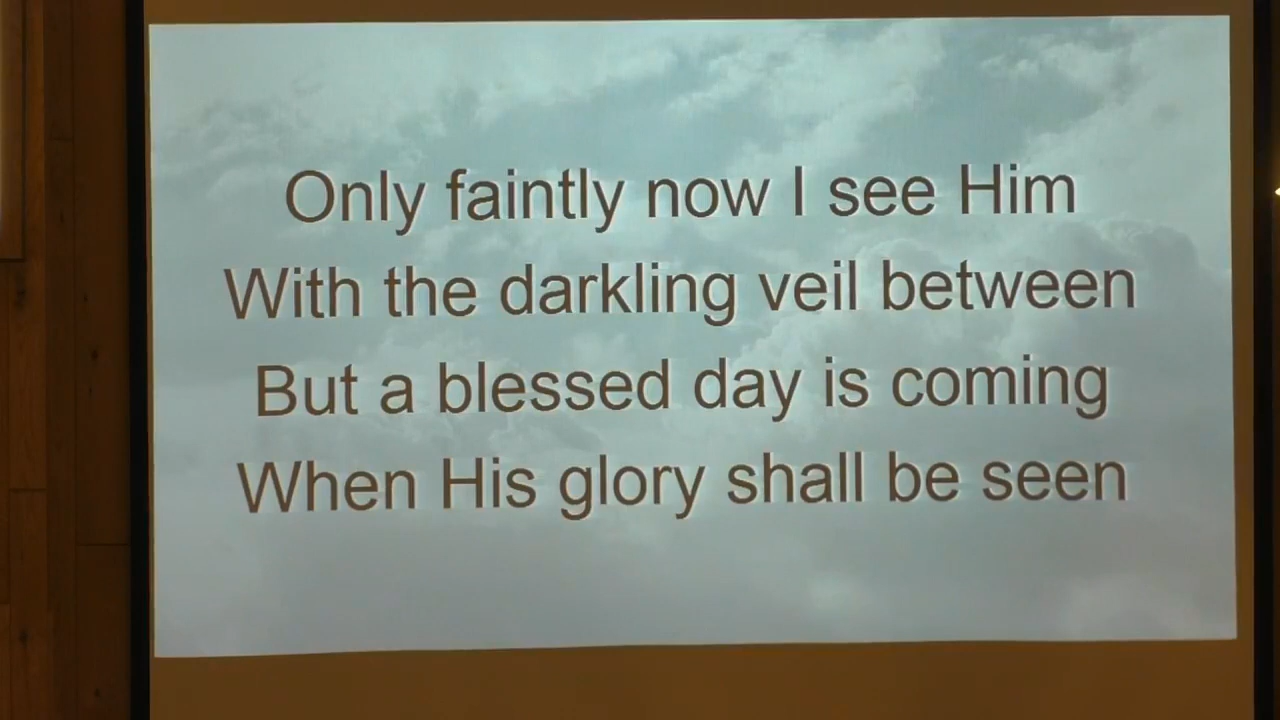 Only faintly now I see Him
With the darkling veil between
But a blessed day is coming
When His glory shall be seen